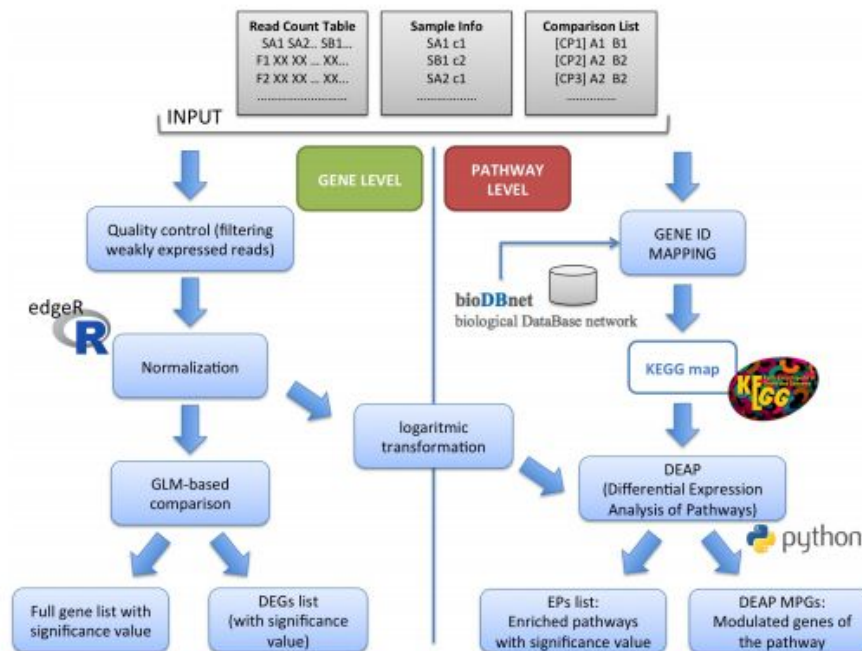 Read Count Table
SA1 SA2.. SB1...
F1 XX XX ... XX...
F2 XX XX ... XX...
............................
Sample Info
SA1 c1
SB1 c2
SA2 c1
...................
Comparison List
[CP1] A1 B1
[CP2] A2 B2
[CP3] A2 B2
...............
INPUT
GENE LEVEL
PATHWAY
LEVEL
Quality control (filtering
weakly expressed reads)
GENE ID
MAPPING
bioDBnet
biological DataBase network
edgeR
R
Normalization
KEGG map
KEGG
logaritmic
transformation
GLM-based
comparison
DEAP
(Differential Expression
Analysis of Pathways)
python
Full gene list with
significance value
DEGs list
(with significance
value)
EPs list:
Enriched pathways
with significance value
DEAP MPGs:
Modulated genes of
the pathway